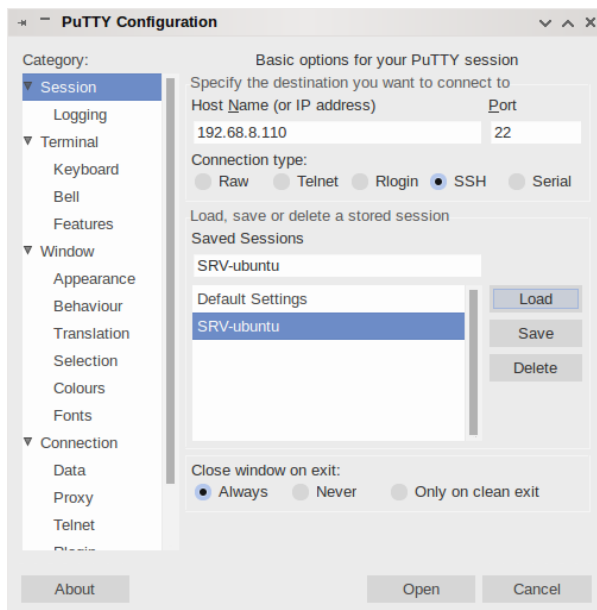 PuTTY Configuration
Category:
Session
Logging
Terminal
Keyboard
Bell
Features
Window
Appearance
Behaviour
Translation
Selection
Colours
Fonts
Connection
Data
Proxy
Telnet
Basic options for your PuTTY session
Specify the destination you want to connect to
Host Name (or IP address) Port
192.68.8.110 22
Connection type:
Raw Telnet Rlogin SSH Serial
Load, save or delete a stored session
Saved Sessions
SRV-ubuntu
Default Settings Load
SRV-ubuntu Save
Delete
Close window on exit:
Always Never Only on clean exit
About Open Cancel